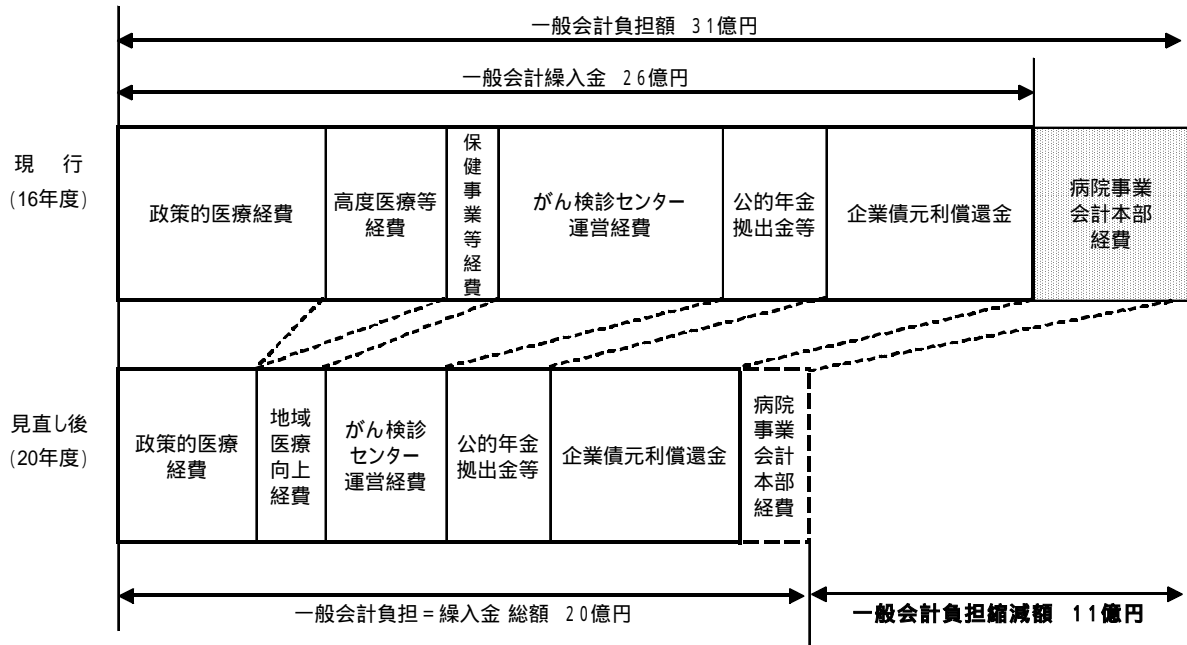 一般会計負担額 31億円
一般会計繰入金 26億円
現 行
(16年度)
政策的医療経費
高度医療等
経費
保健事業等経費
がん検診センター
運営経費
公的年金
拠出金等
企業債元利償還金
病院事業
会計本部
経費
見直し後
(20年度)
政策的医療
経費
地域
医療
向上
経費
がん検診
センター
運営経費
公的年金
拠出金等
企業債元利償還金
病院
事業
会計
本部
経費
一般会計負担=繰入金 総額 20億円
一般会計負担縮減額 11億円